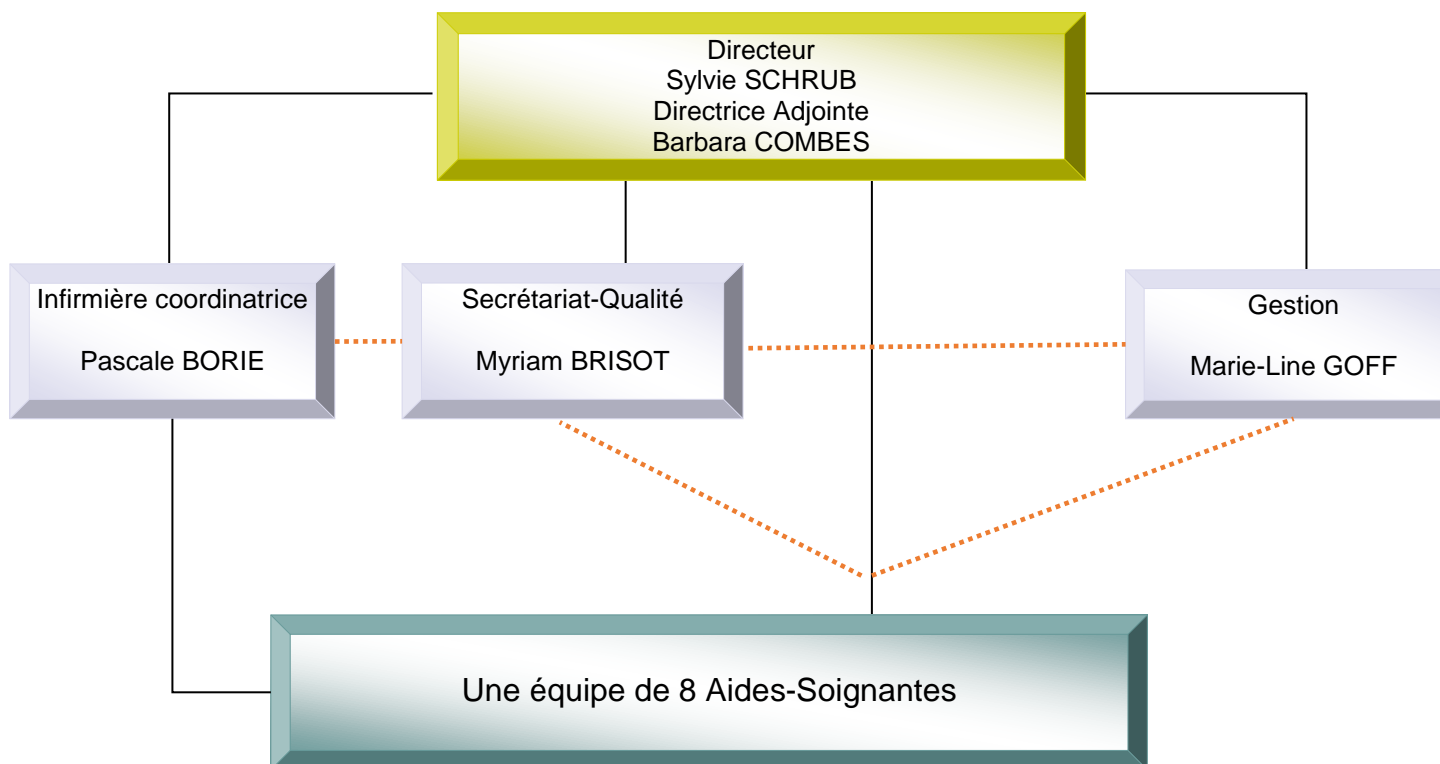 Directeur
Sylvie SCHRUB
Directrice Adjointe
Barbara COMBES
Infirmière coordinatrice
Pascale BORIE
Secrétariat-Qualité
Myriam BRISOT
Gestion
Marie-Line GOFF
Une équipe de 8 Aides-Soignantes